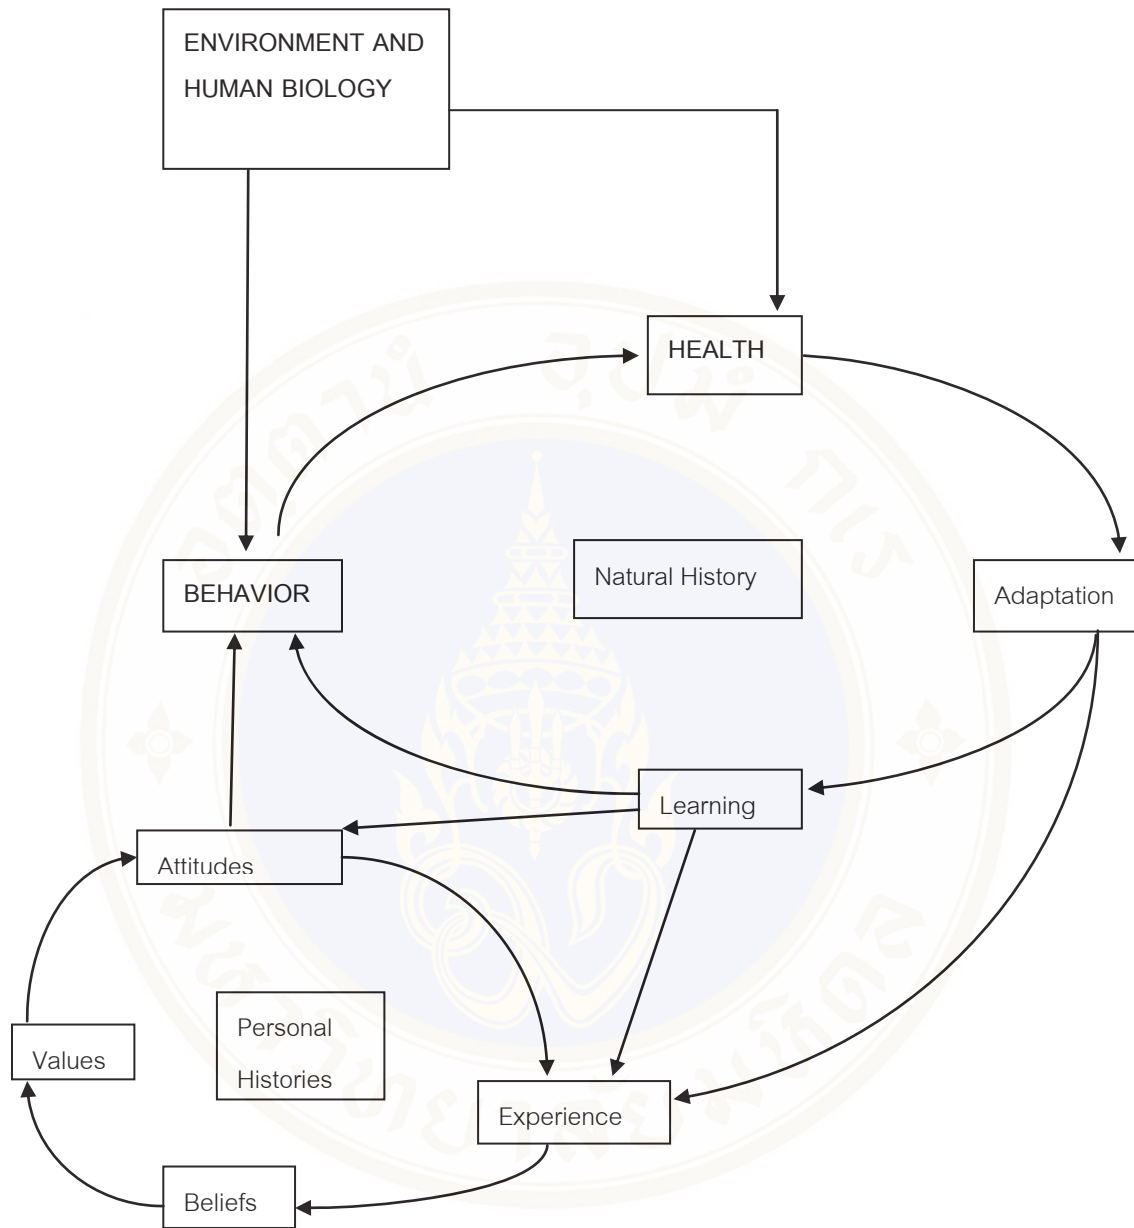 ENVIRONMENT AND
HUMAN BIOLOGY
HEALTH
Natural History
BEHAVIOR
Adaptation
Learning
Attitudes
Personal
Histories
Values
Experience
Beliefs